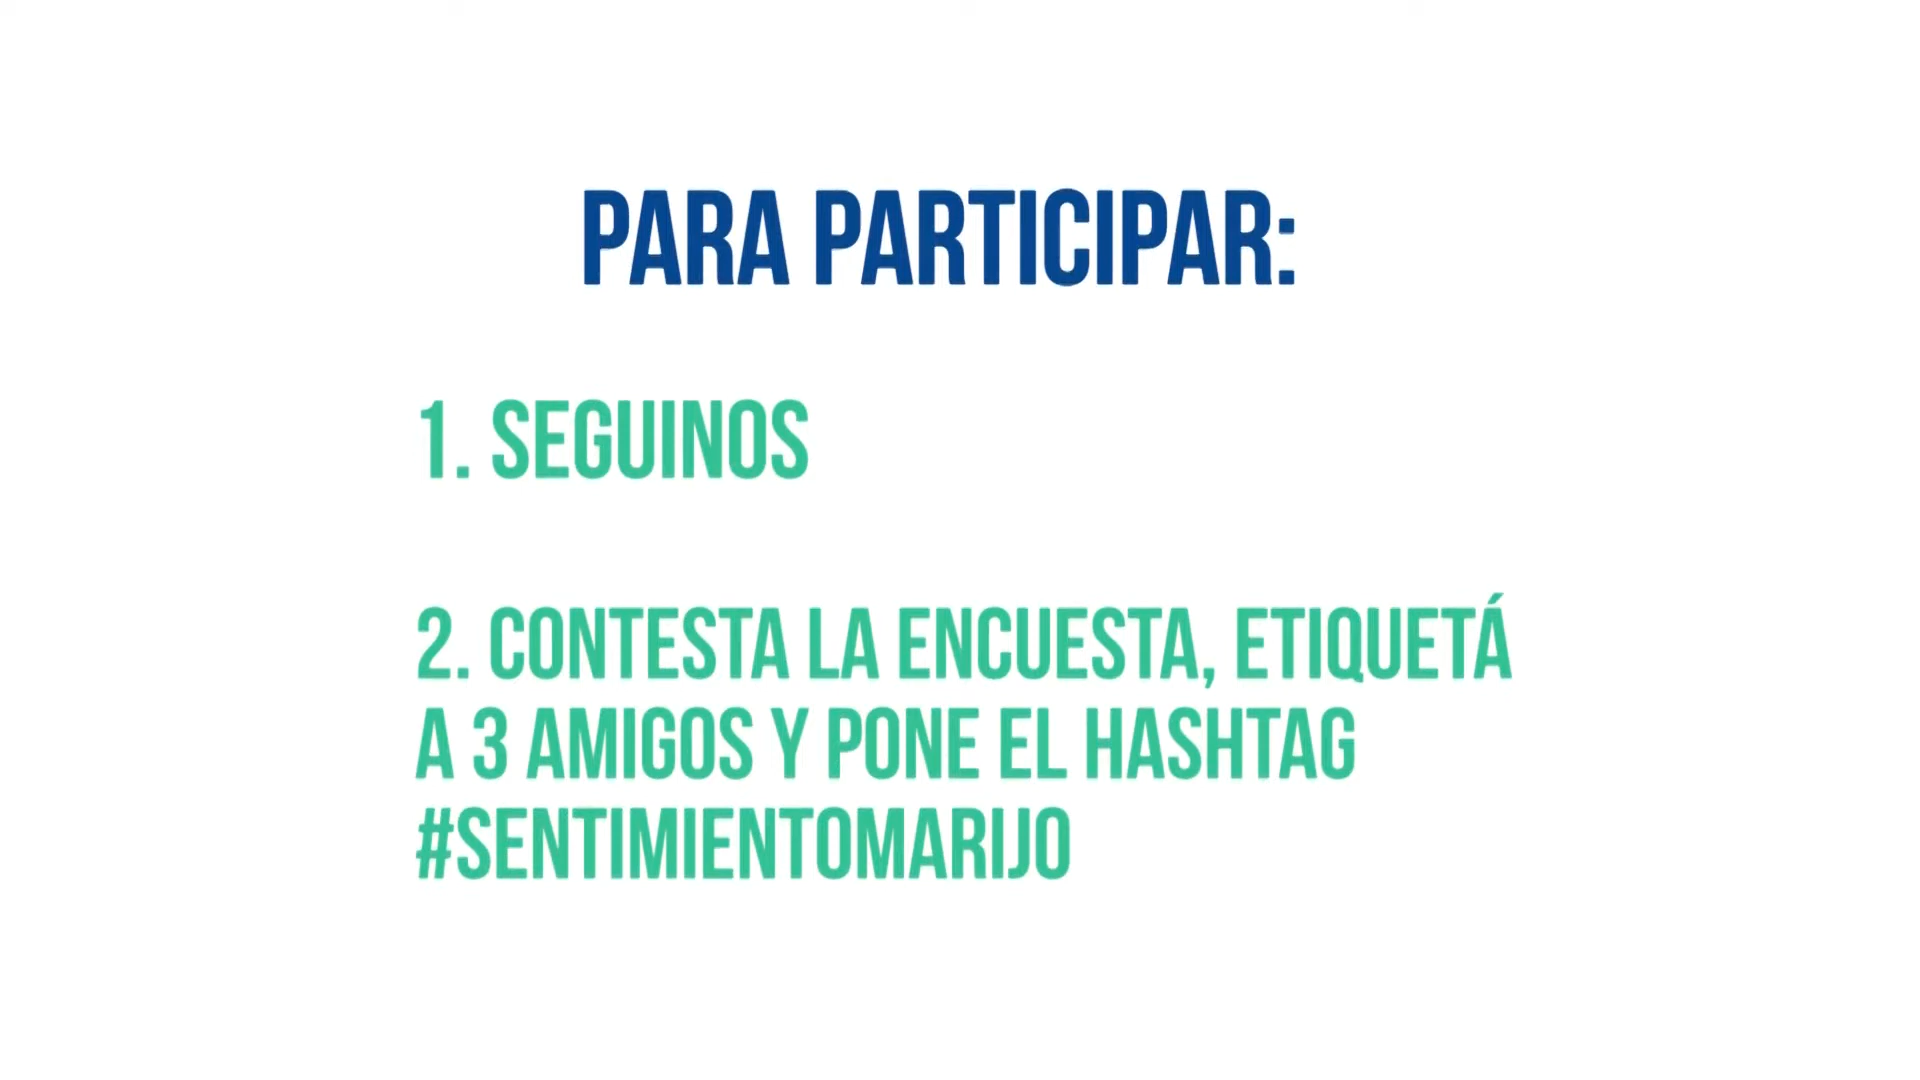 PARA PARTICIPAR:
1. SEGUINOS
2. CONTESTA LA ENCUESTA, ETIQUETÁ
A 3 AMIGOS Y PONE EL HASHTAG
#SENTIMIENTOMARIJO